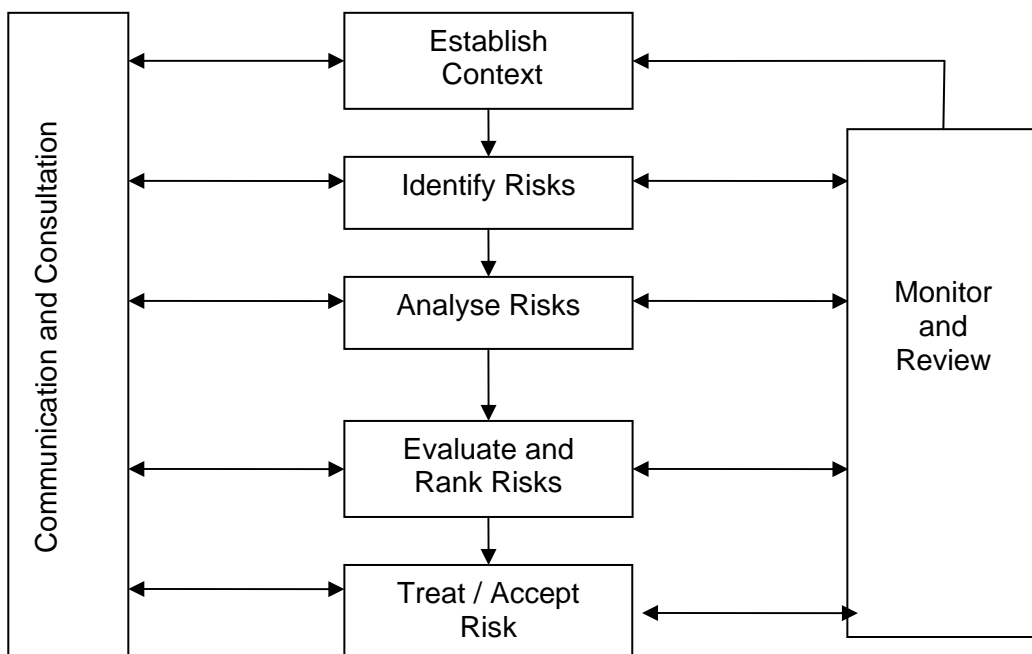 Communication and Consultation
Establish
Context
Identify Risks
Analyse Risks
Evaluate and
Rank Risks
Treat / Accept
Risk
Monitor
and
Review